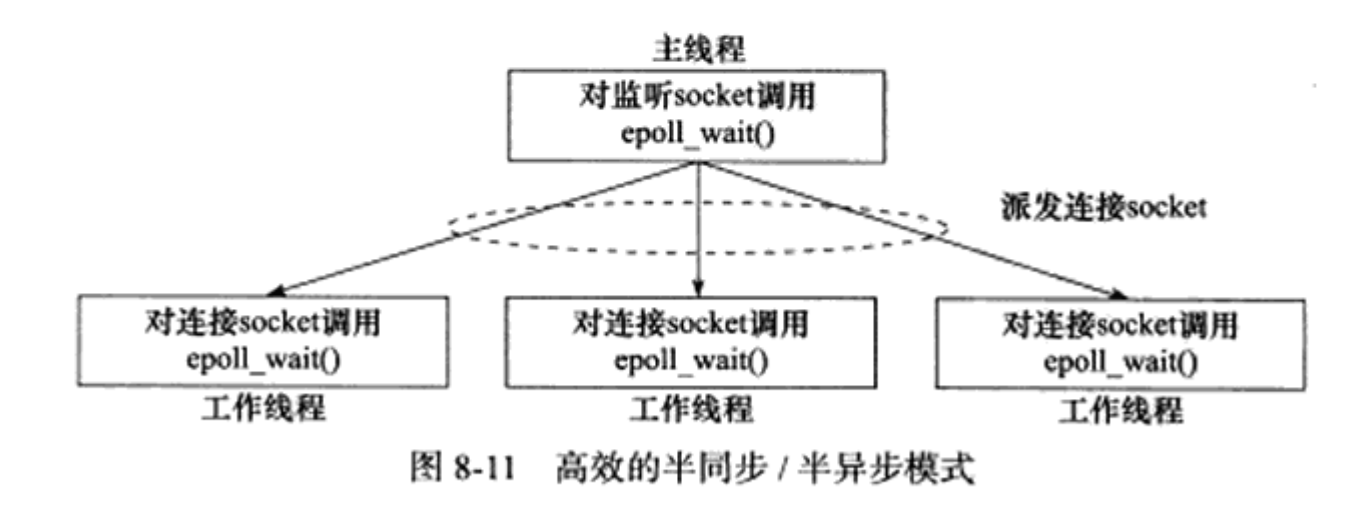 主线程
对监听socket调用
epoll_wait()
派发连接socket
对连接socket调用
epoll_wait()
工作线程
对连接socket调用
epoll_wait()
工作线程
对连接socket调用
epoll_wait()
工作线程
图 8-11 高效的半同步 / 半异步模式